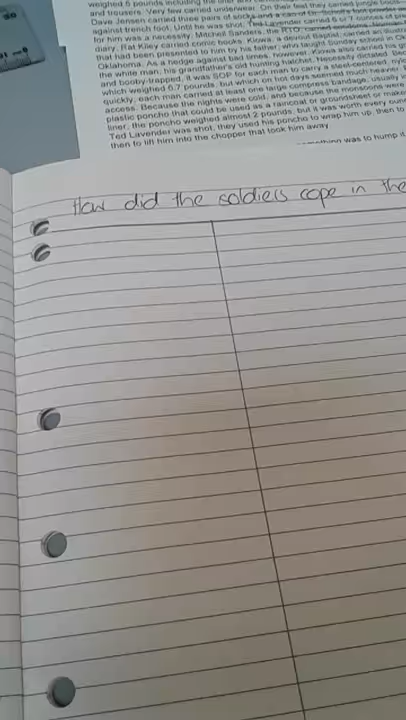 weighed 5 pounds including the
and trousers. Very few carried underwear. On their feet they carried jungle boots
Dave Jensen carried three pairs of socks and a can of Dr. Scholl's foot powder as
against trench foot. Until he was shot, Ted Lavender carried 6 or 7 ounces of
for him was a necessity. Mitchell Sanders, the RTO, carried condoms. Norman
diary. Rat Kiley carried comic books. Kiowa, a devout Baptist, carried an
that had been presented to him by his father, who taught Sunday school in
Oklahoma. As a hedge against bad times, however, Kiowa also carried his
the white man, his grandfather's old hunting hatchet. Necessity dictated.
and booby-trapped, it was SOP for each man to carry a steel-centered,
which weighed 6.7 pounds, but which on hot days seemed much heavier.
quickly, each man carried at least one large compress bandage, usually
access. Because the nights were cold, and because the monsoons were
plastic poncho that could be used as a raincoat or groundsheet or
liner, the poncho weighed almost 2 pounds, but it was worth every
Ted Lavender was shot, they used his poncho to wrap him up, then to
then to lift him into the chopper that took him away
was to hump it
How did the soldiers cope in the